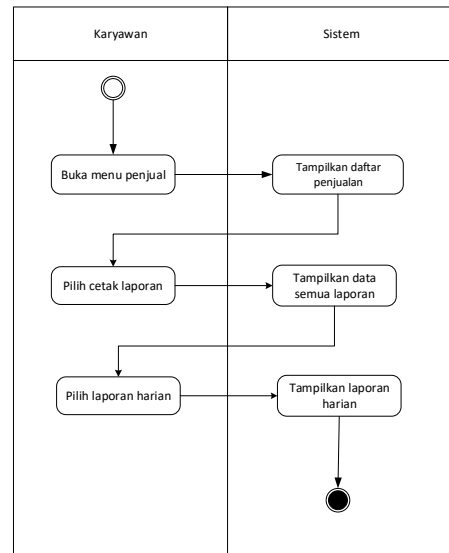 Karyawan
Sistem
Buka menu penjual
Tampilkan daftar
penjualan
Pilih cetak laporan
Tampilkan data
semua laporan
Pilih laporan harian
Tampilkan laporan
harian